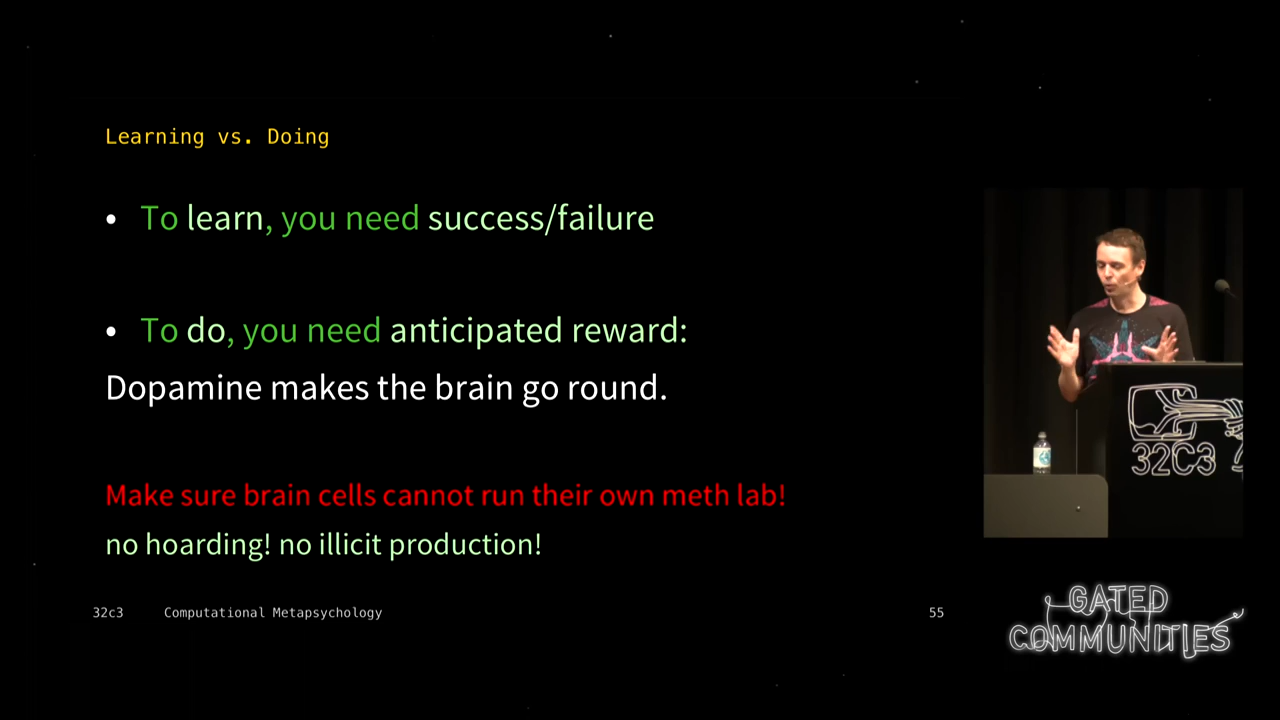 Learning vs. Doing
• To learn, you need success/failure
• To do, you need anticipated reward:
Dopamine makes the brain go round.
Make sure brain cells cannot run their own meth lab!
no hoarding! no illicit production!
32c3 Computational Metapsychology 55
32C3
GATED
COMMUNITIES